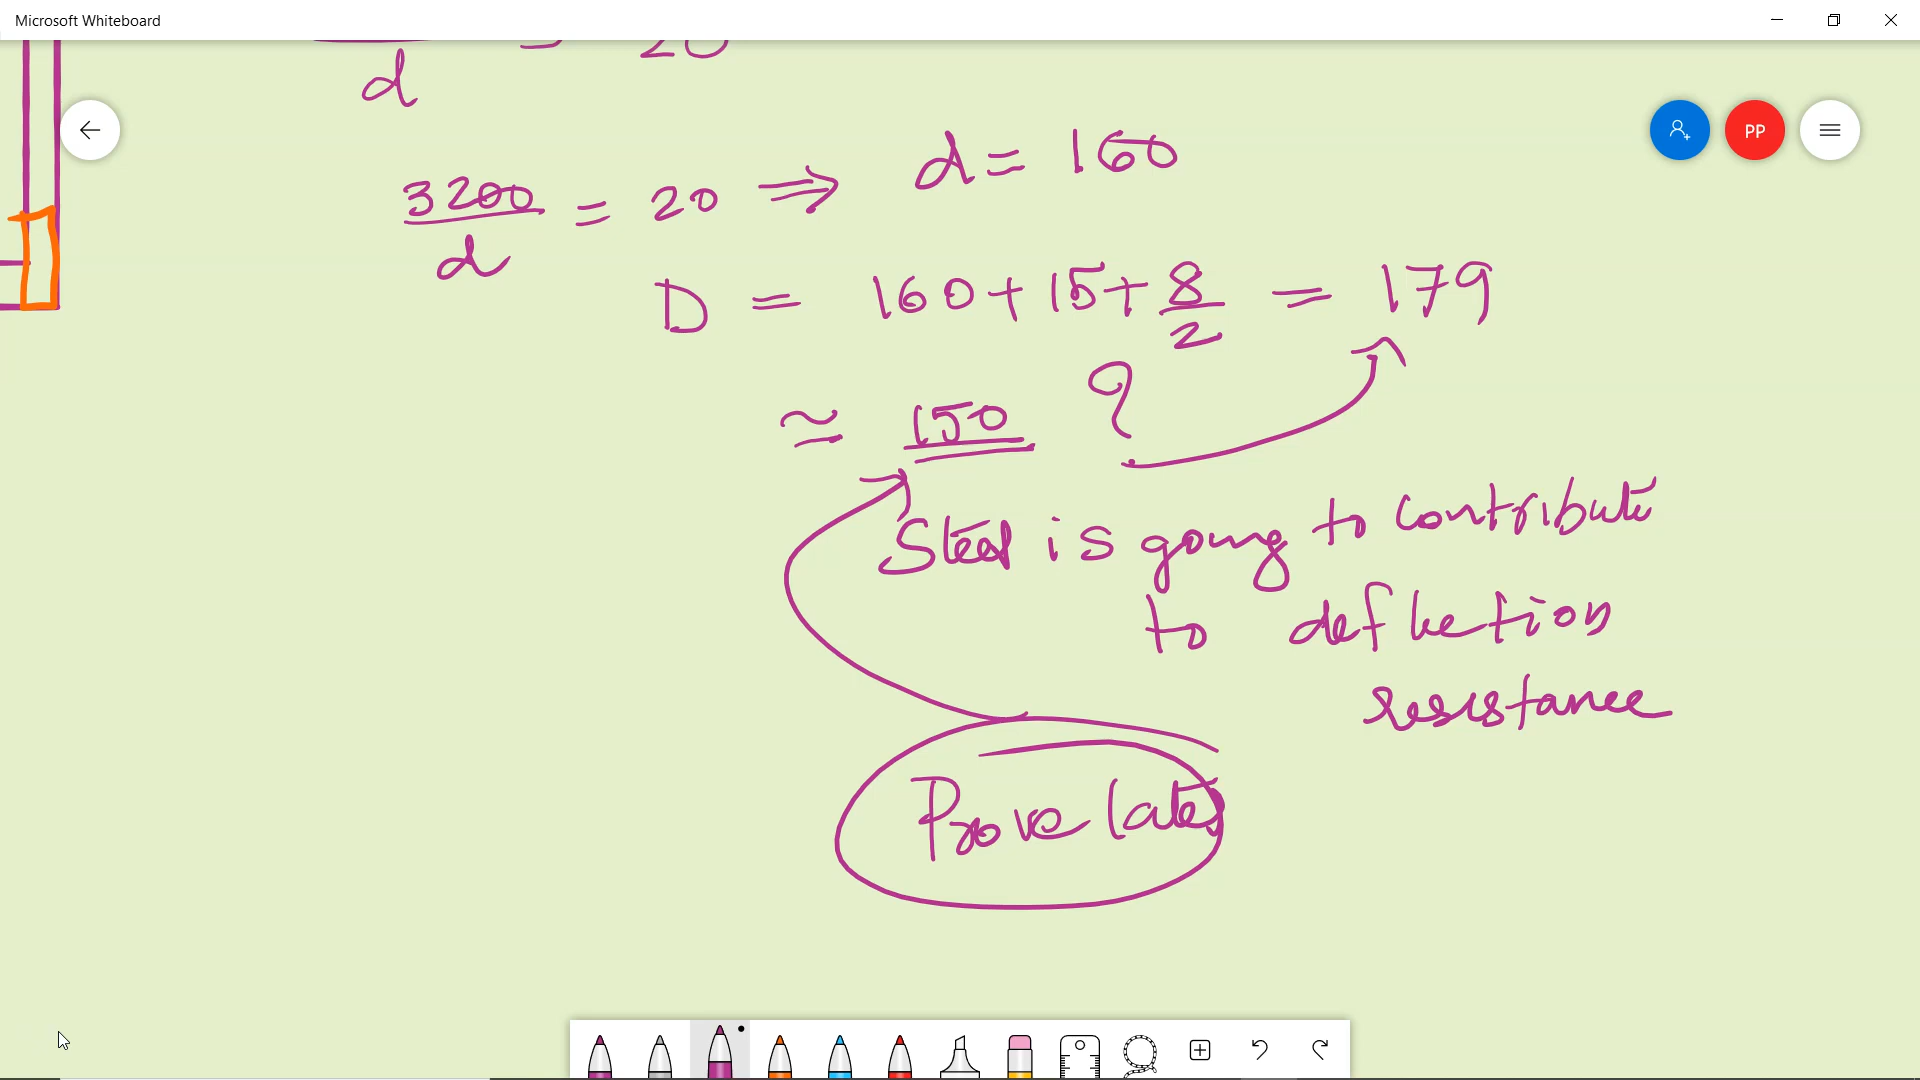 Microsoft Whiteboard
d = 20
PP
3200/d = 20 ⇒ d = 160
D = 160 + 15 + 8/2 = 179
≃ 150 ?
Steel is going to contribute
to deflection
resistance
Prove later